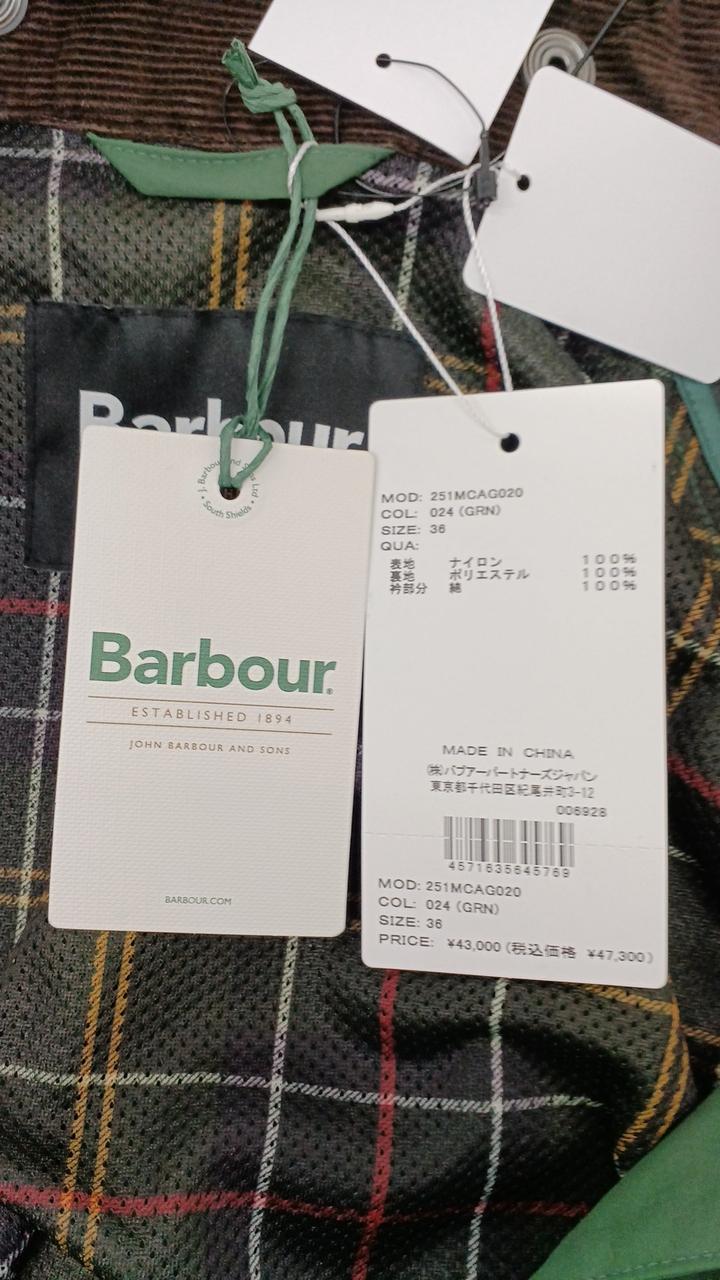 Barbour
J. Barbour and Sons Ltd
South Shields
Barbour
ESTABLISHED 1894
JOHN BARBOUR AND SONS
BARBOUR.COM
MOD: 251MCAG020
COL: 024 (GRN)
SIZE: 36
QUA:
表地 ナイロン 100%
裏地 ポリエステル 100%
衿部分 綿 100%
MADE IN CHINA
(株)バブアーパートナーズジャパン
東京都千代田区紀尾井町3-12
006928
4571635645769
MOD: 251MCAG020
COL: 024 (GRN)
SIZE: 36
PRICE: ¥43,000 (税込価格 ¥47,300)